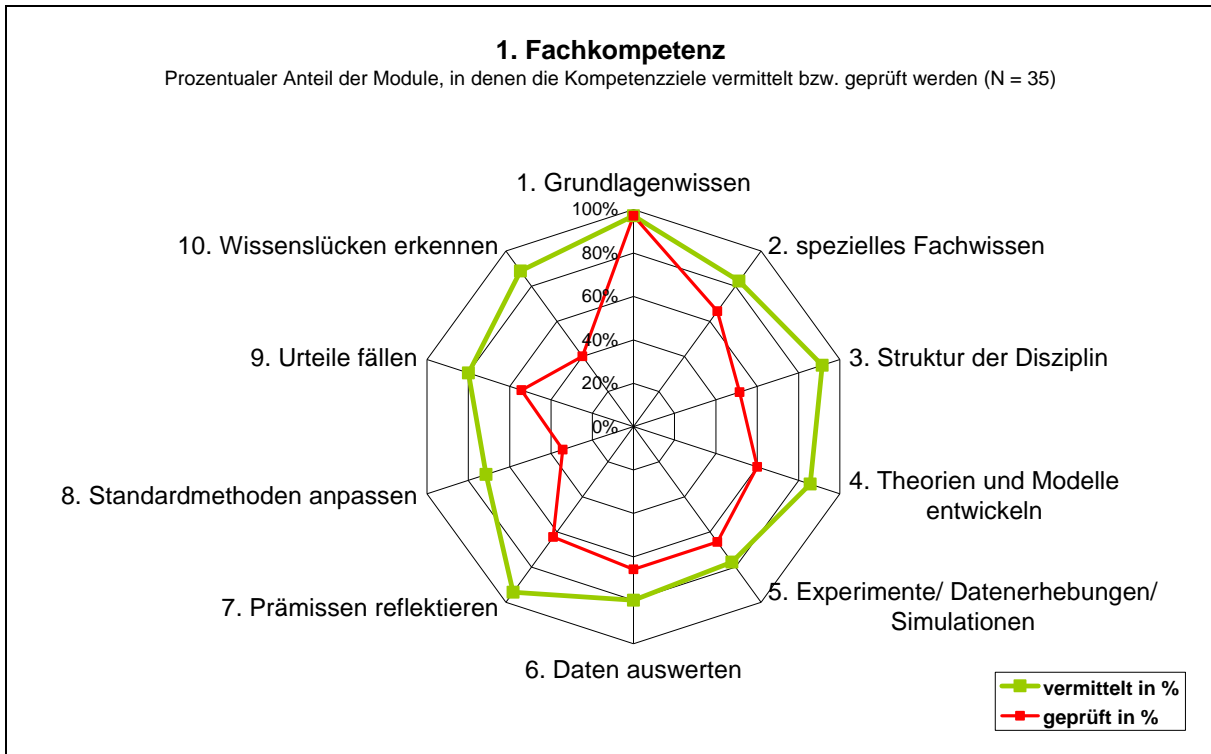 1. Fachkompetenz
Prozentualer Anteil der Module, in denen die Kompetenzziele vermittelt bzw. geprüft werden (N = 35)
1. Grundlagenwissen
100%
10. Wissenslücken erkennen
2. spezielles Fachwissen
80%
60%
9. Urteile fällen
3. Struktur der Disziplin
40%
20%
0%
8. Standardmethoden anpassen
4. Theorien und Modelle
entwickeln
7. Prämissen reflektieren
5. Experimente/ Datenerhebungen/
Simulationen
6. Daten auswerten
vermittelt in %
geprüft in %